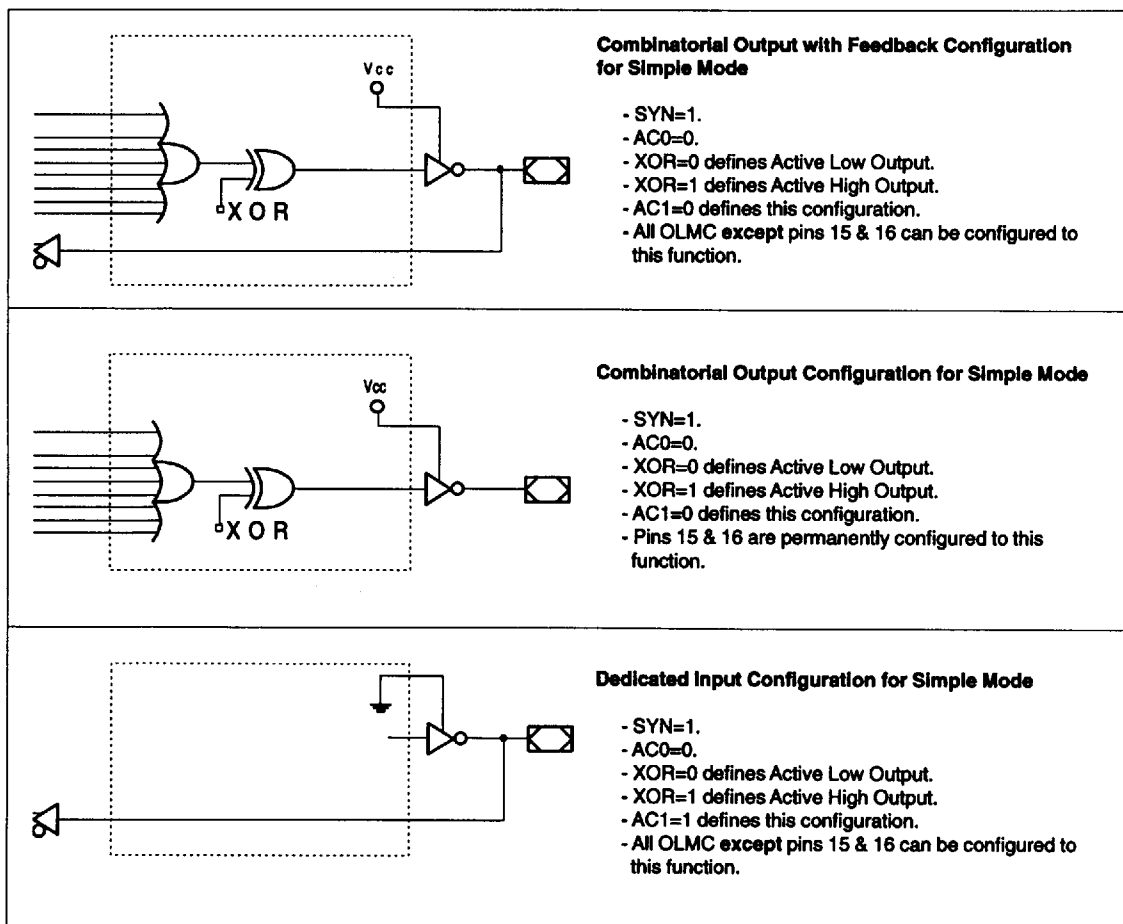 Combinatorial Output with Feedback Configuration
for Simple Mode
Vcc
- SYN=1.
- AC0=0.
- XOR=0 defines Active Low Output.
- XOR=1 defines Active High Output.
- AC1=0 defines this configuration.
- All OLMC except pins 15 & 16 can be configured to
this function.
XOR
Combinatorial Output Configuration for Simple Mode
Vcc
- SYN=1.
- AC0=0.
- XOR=0 defines Active Low Output.
- XOR=1 defines Active High Output.
- AC1=0 defines this configuration.
- Pins 15 & 16 are permanently configured to this
function.
XOR
Dedicated Input Configuration for Simple Mode
- SYN=1.
- AC0=0.
- XOR=0 defines Active Low Output.
- XOR=1 defines Active High Output.
- AC1=1 defines this configuration.
- All OLMC except pins 15 & 16 can be configured to
this function.